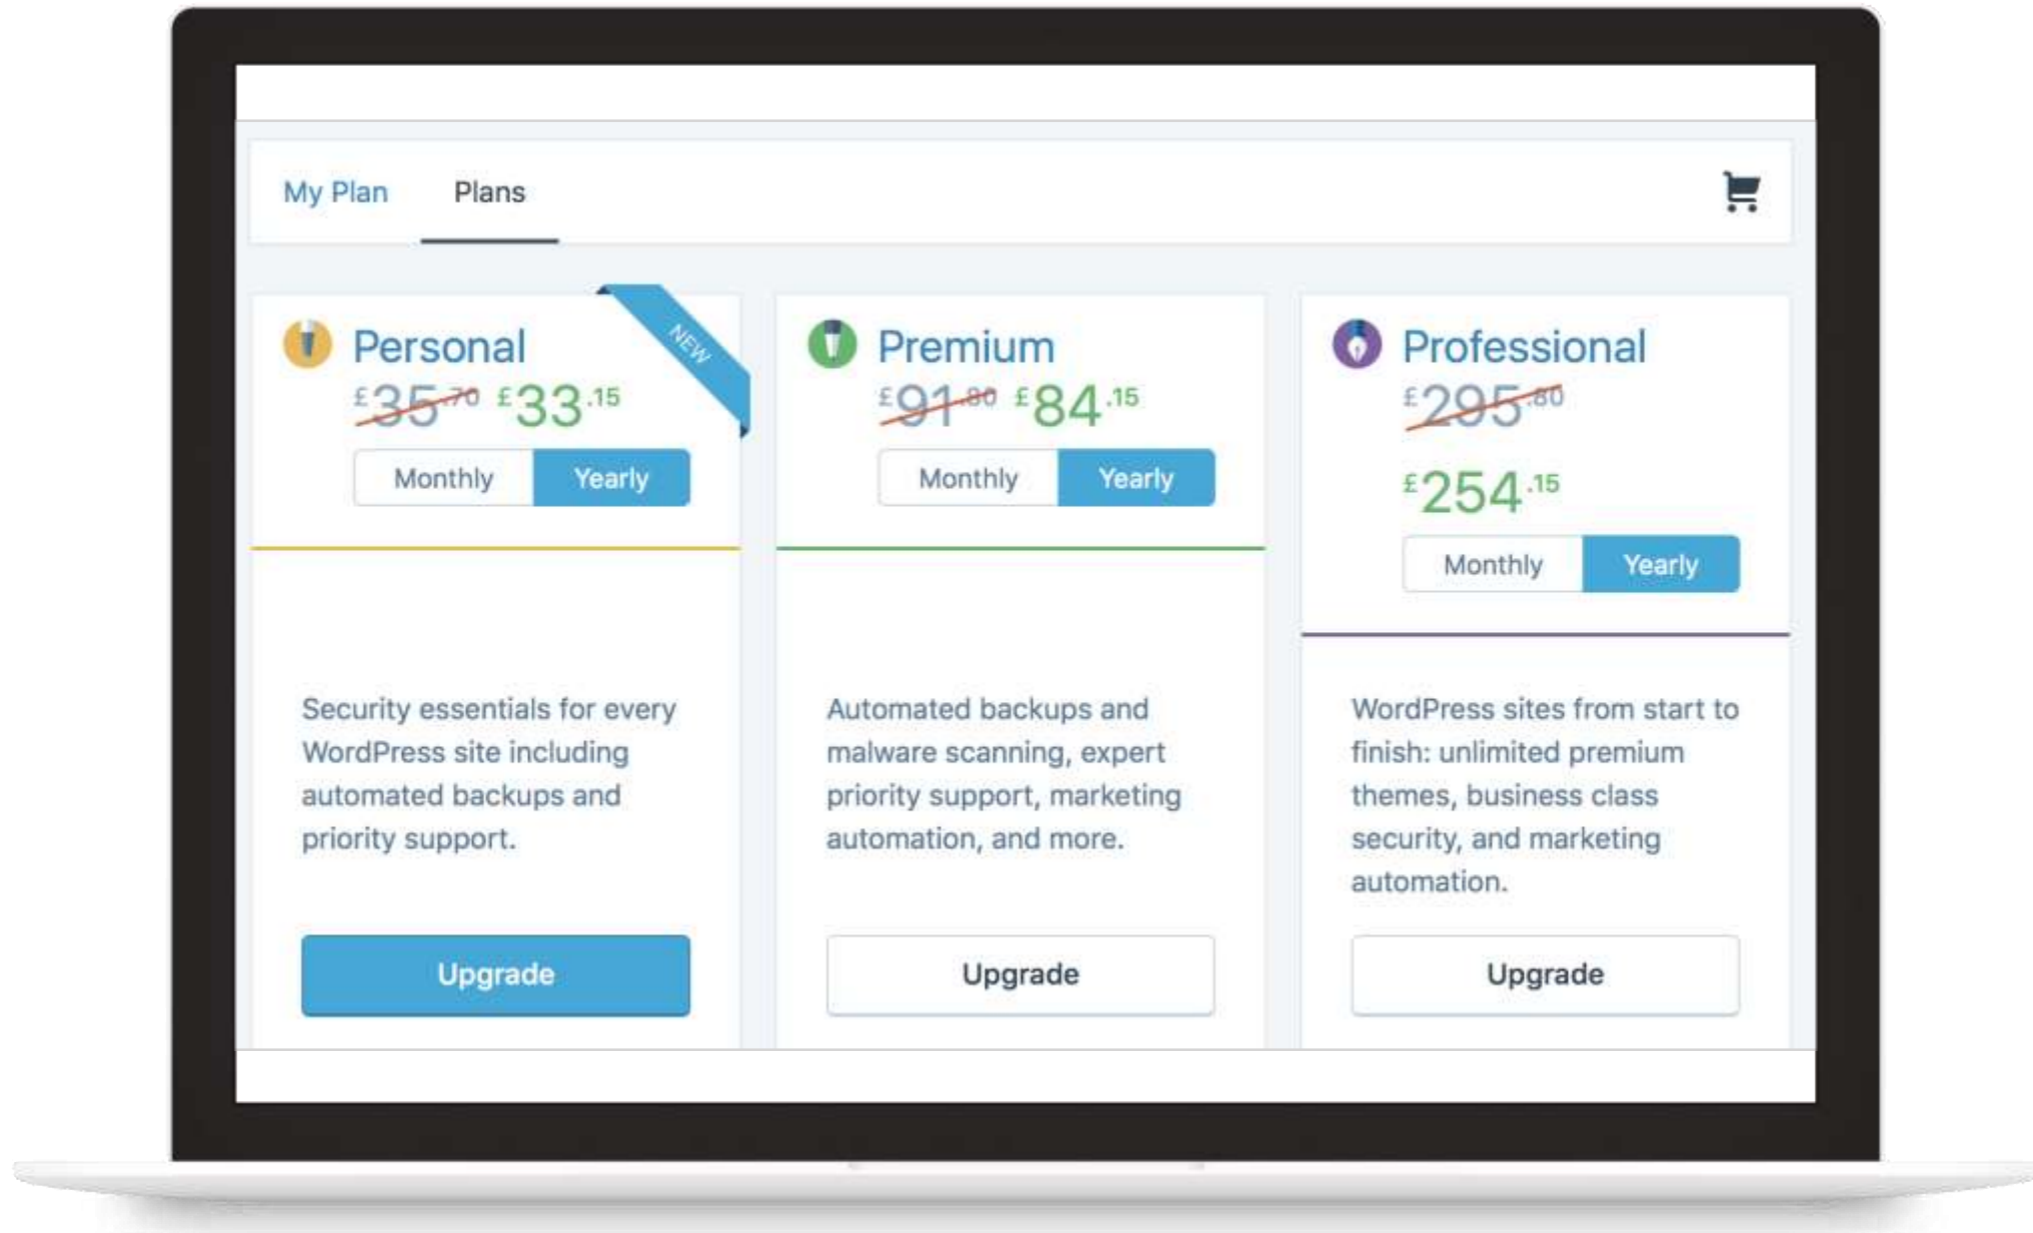 My Plan Plans
Personal
NEW
£35.70 £33.15
Monthly Yearly
Security essentials for every
WordPress site including
automated backups and
priority support.
Upgrade
Premium
£91.80 £84.15
Monthly Yearly
Automated backups and
malware scanning, expert
priority support, marketing
automation, and more.
Upgrade
Professional
£295.80
£254.15
Monthly Yearly
WordPress sites from start to
finish: unlimited premium
themes, business class
security, and marketing
automation.
Upgrade